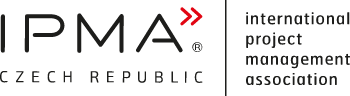 IPMA®
CZECH REPUBLIC
international
project
management
association